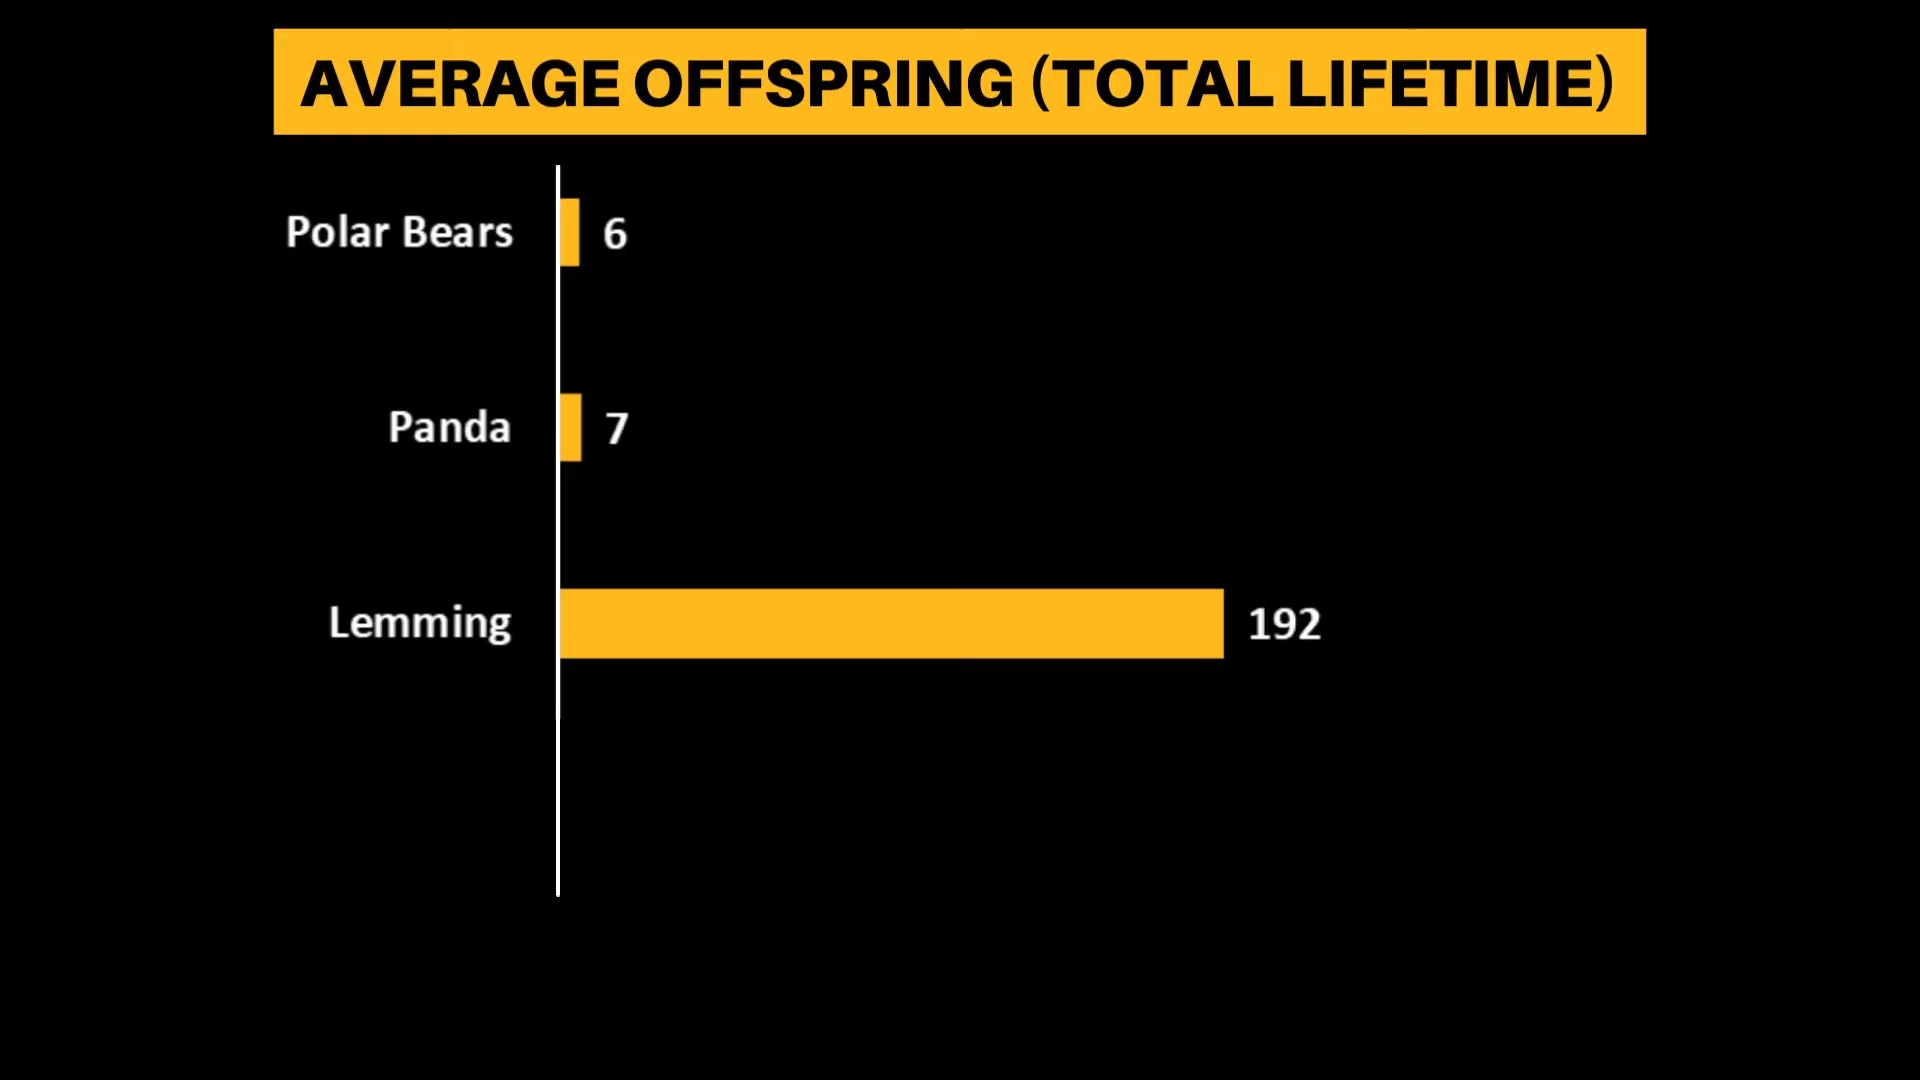 AVERAGE OFFSPRING (TOTAL LIFETIME)
Polar Bears 6
Panda 7
Lemming 192